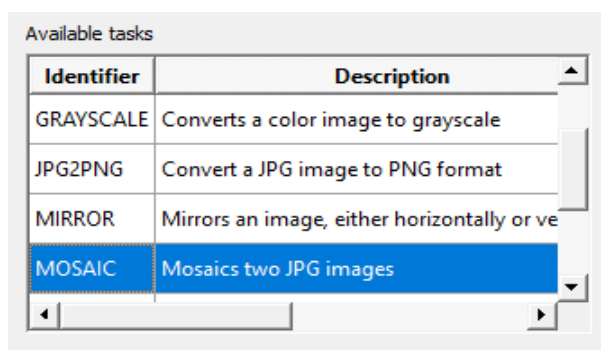 Available tasks
Identifier Description
GRAYSCALE Converts a color image to grayscale
JPG2PNG Convert a JPG image to PNG format
MIRROR Mirrors an image, either horizontally or ve
MOSAIC Mosaics two JPG images